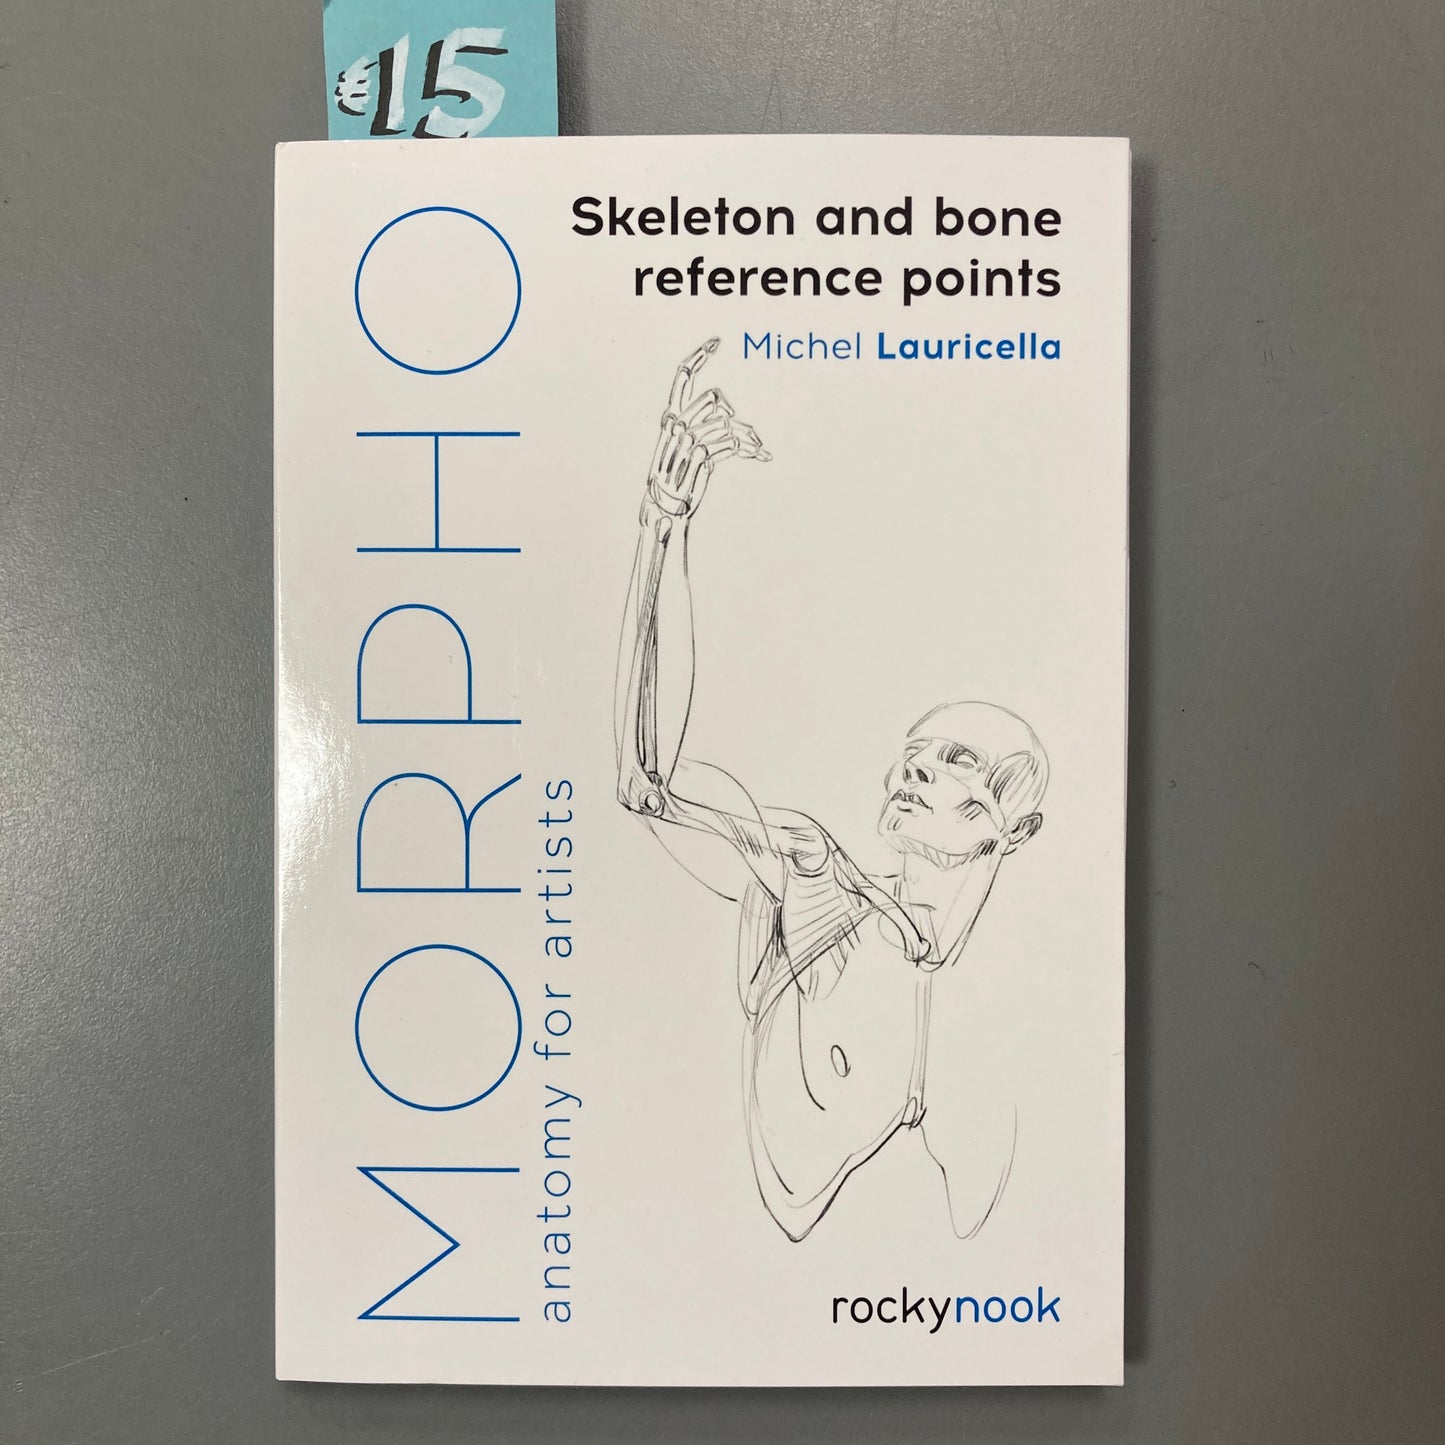 €15
Skeleton and bone
reference points
Michel Lauricella
MORPHO
anatomy for artists
rockynook